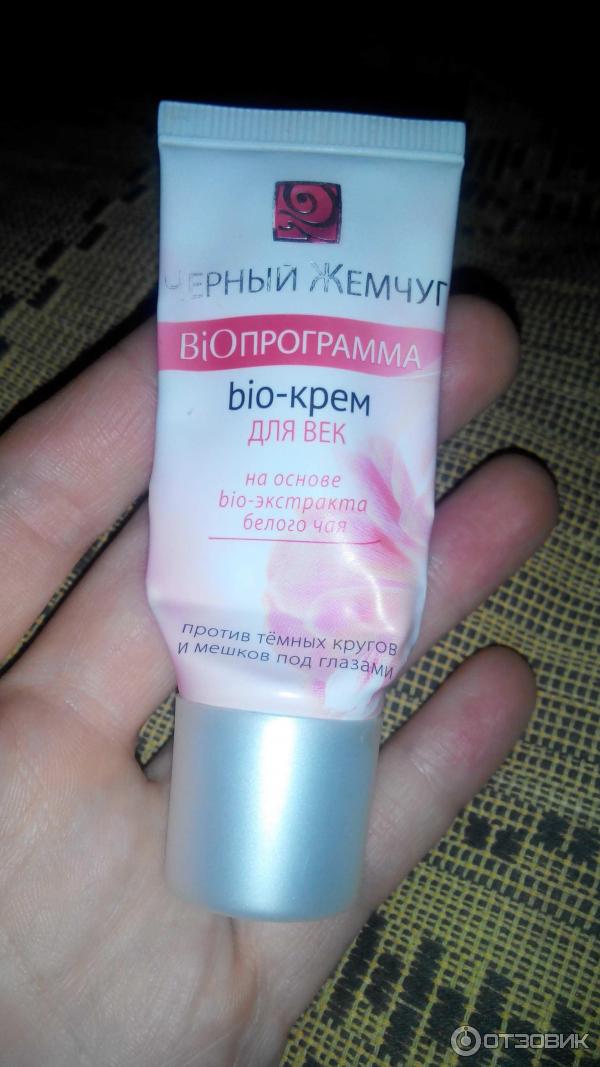 ЧЕРНЫЙ ЖЕМЧУГ
BiOПРОГРАММА
bio-крем
ДЛЯ ВЕК
на основе
bio-экстракта
белого чая
против тёмных кругов
и мешков под глазами
ОТЗОВИК